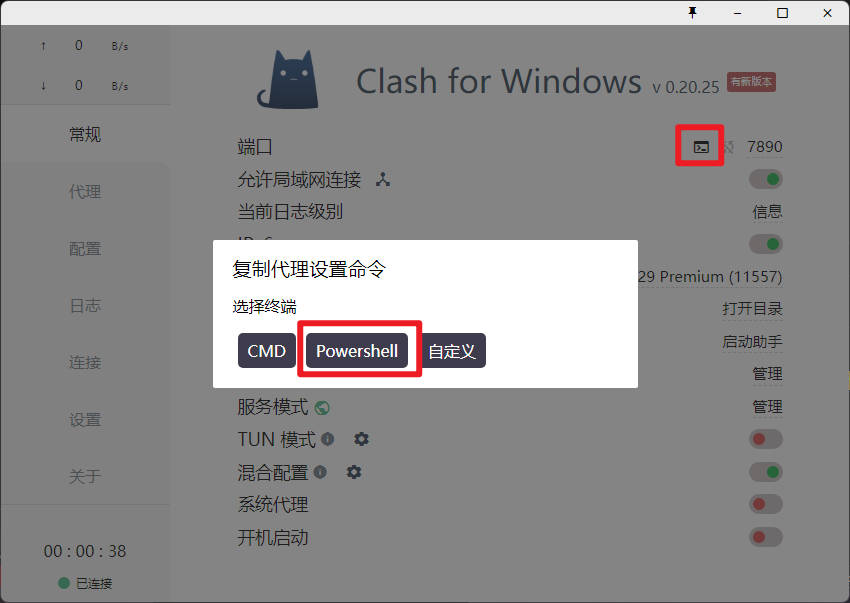 ↑ 0 B/s
↓ 0 B/s
常规
代理
配置
日志
连接
设置
关于
00 : 00 : 38
已连接
Clash for Windows v 0.20.25 有新版本
端口 7890
允许局域网连接
当前日志级别 信息
29 Premium (11557)
打开目录
启动助手
管理
复制代理设置命令
选择终端
CMD Powershell 自定义
服务模式 管理
TUN 模式
混合配置
系统代理
开机启动